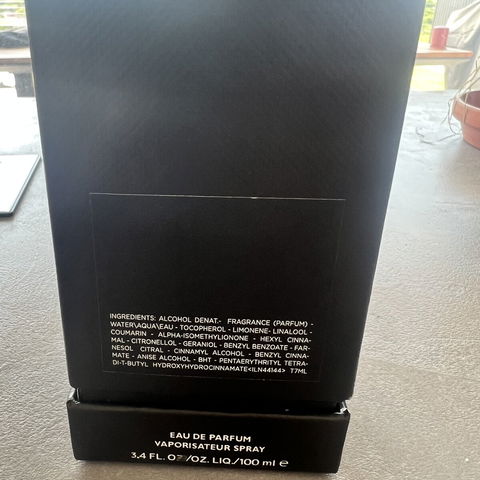 INGREDIENTS: ALCOHOL DENAT.- FRAGRANCE (PARFUM) -
WATER\AQUA\EAU - TOCOPHEROL - LIMONENE- LINALOOL -
COUMARIN - ALPHA-ISOMETHYLIONONE - HEXYL CINNA-
MAL - CITRONELLOL - GERANIOL - BENZYL BENZOATE - FAR-
NESOL CITRAL - CINNAMYL ALCOHOL - BENZYL CINNA-
MATE - ANISE ALCOHOL - BHT - PENTAERYTHRITYL TETRA-
DI-T-BUTYL HYDROXYHYDROCINNAMATE<ILN44144> T7ML
EAU DE PARFUM
VAPORISATEUR SPRAY
3.4 FL. /OZ. LIQ./100 ml e